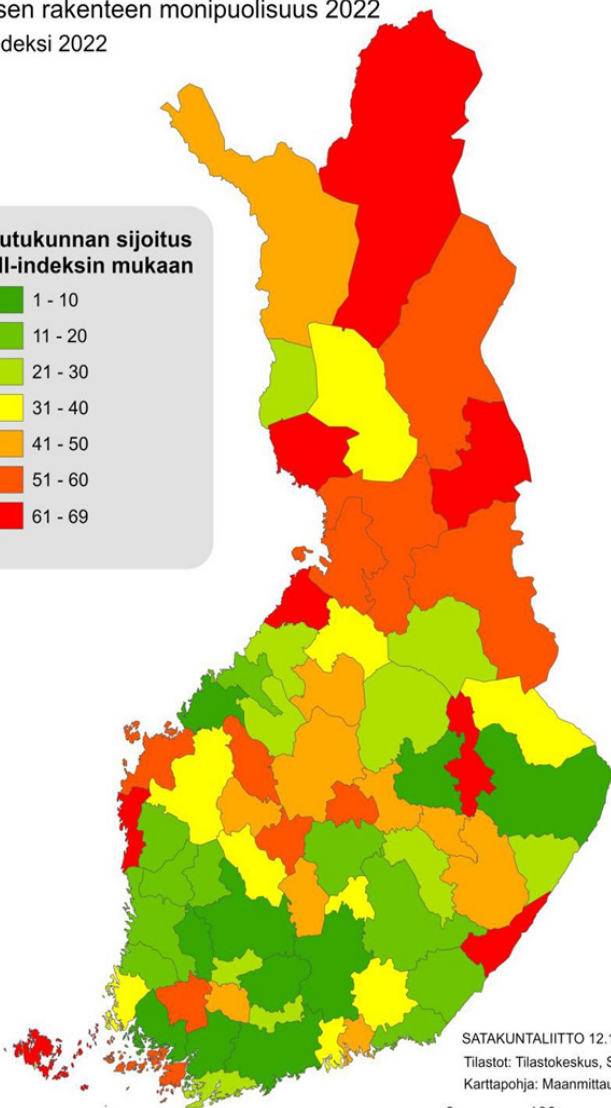 sen rakenteen monipuolisuus 2022
deksi 2022
utukunnan sijoitus
ll-indeksin mukaan
1 - 10
11 - 20
21 - 30
31 - 40
41 - 50
51 - 60
61 - 69
SATAKUNTALIITTO 12.1
Tilastot: Tilastokeskus, S
Karttapohja: Maanmittau